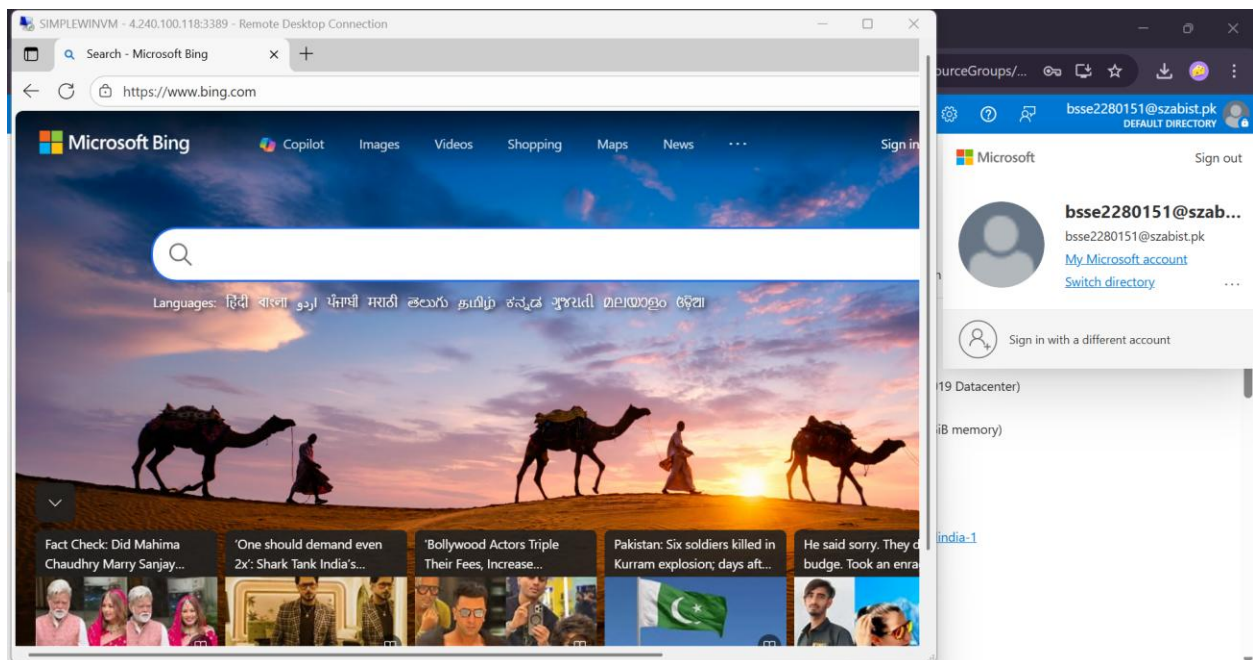 SIMPLEWINVM - 4.240.100.118:3389 - Remote Desktop Connection
Search - Microsoft Bing
https://www.bing.com
Microsoft Bing
Copilot
Images
Videos
Shopping
Maps
News
Sign in
Languages: हिंदी বাংলা اردو ਪੰਜਾਬੀ मराठी తెలుగు தமிழ் ಕನ್ನಡ ગુજરાતી മലയാളം ଓଡ଼ିଆ
Fact Check: Did Mahima
Chaudhry Marry Sanjay...
'One should demand even
2x': Shark Tank India's...
'Bollywood Actors Triple
Their Fees, Increase...
Pakistan: Six soldiers killed in
Kurram explosion; days aft...
He said sorry. They d
budget. Took an enra
ourceGroups/...
bsse2280151@szabist.pk
DEFAULT DIRECTORY
Microsoft
Sign out
bsse2280151@szab...
bsse2280151@szabist.pk
My Microsoft account
Switch directory
...
Sign in with a different account
19 Datacenter)
iB memory)
india-1